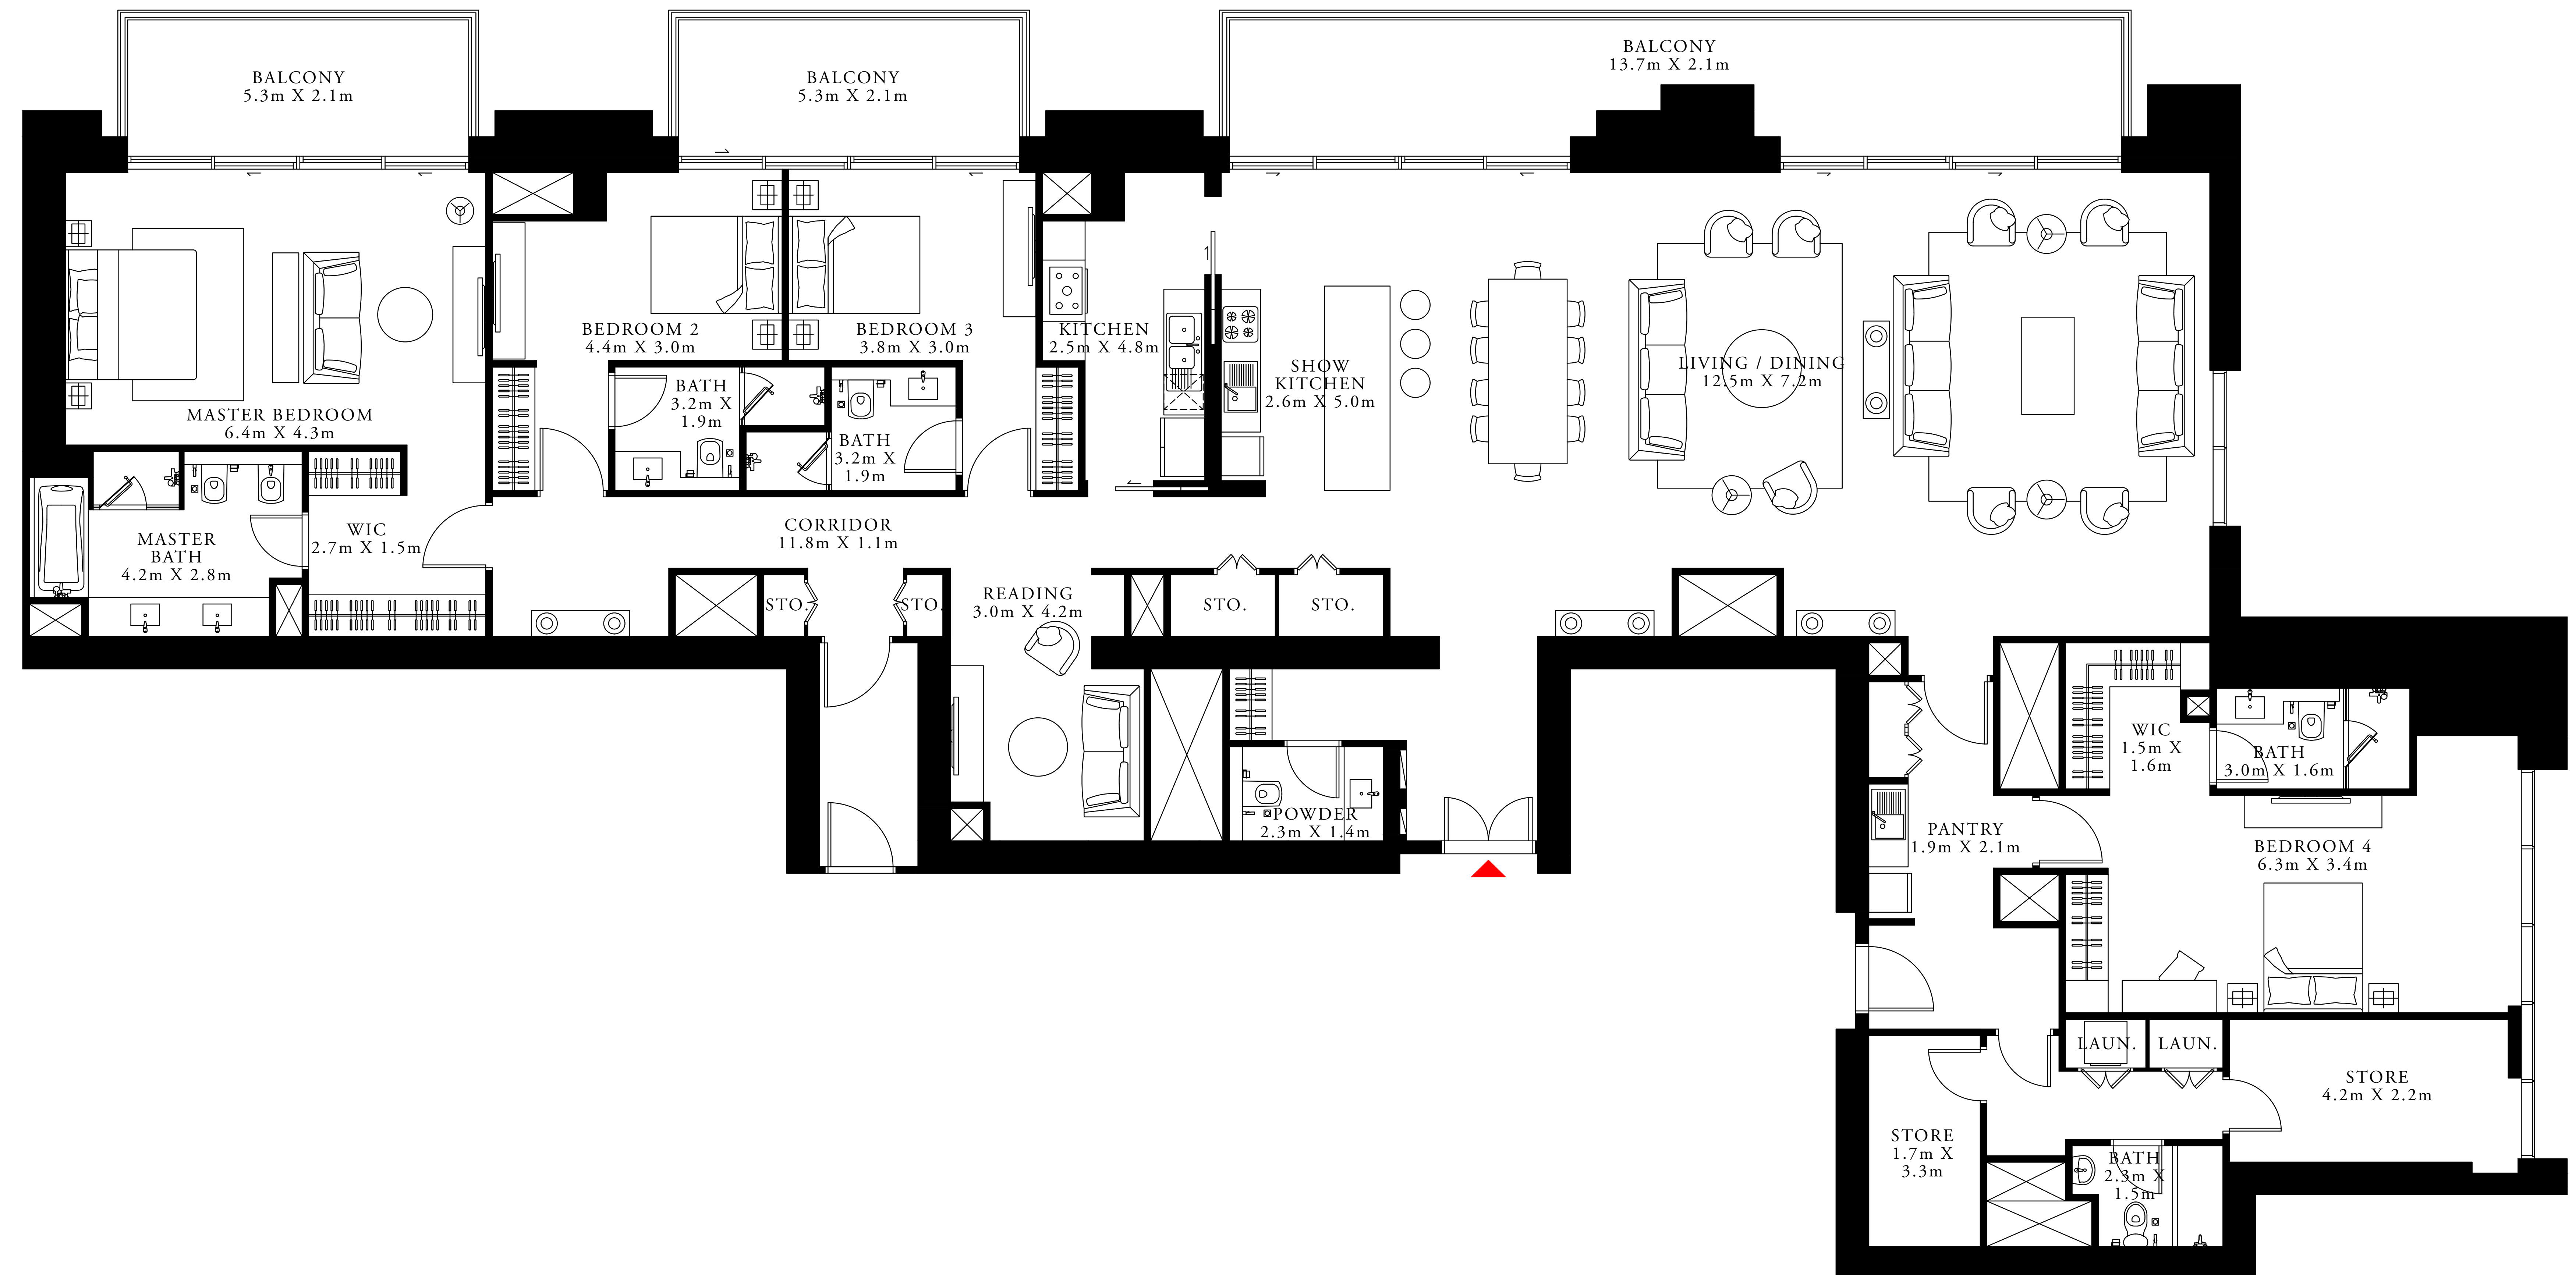 BALCONY
5.3m X 2.1m
BALCONY
5.3m X 2.1m
BALCONY
13.7m X 2.1m
MASTER BEDROOM
6.4m X 4.3m
BEDROOM 2
4.4m X 3.0m
BEDROOM 3
3.8m X 3.0m
KITCHEN
2.5m X 4.8m
SHOW
KITCHEN
2.6m X 5.0m
LIVING / DINING
12.5m X 7.2m
BATH
3.2m X
1.9m
BATH
3.2m X
1.9m
MASTER
BATH
4.2m X 2.8m
WIC
2.7m X 1.5m
CORRIDOR
11.8m X 1.1m
STO.
STO.
READING
3.0m X 4.2m
STO.
STO.
POWDER
2.3m X 1.4m
WIC
1.5m X
1.6m
BATH
3.0m X 1.6m
PANTRY
1.9m X 2.1m
BEDROOM 4
6.3m X 3.4m
LAUN.
LAUN.
STORE
4.2m X 2.2m
STORE
1.7m X
3.3m
BATH
2.3m X
1.5m